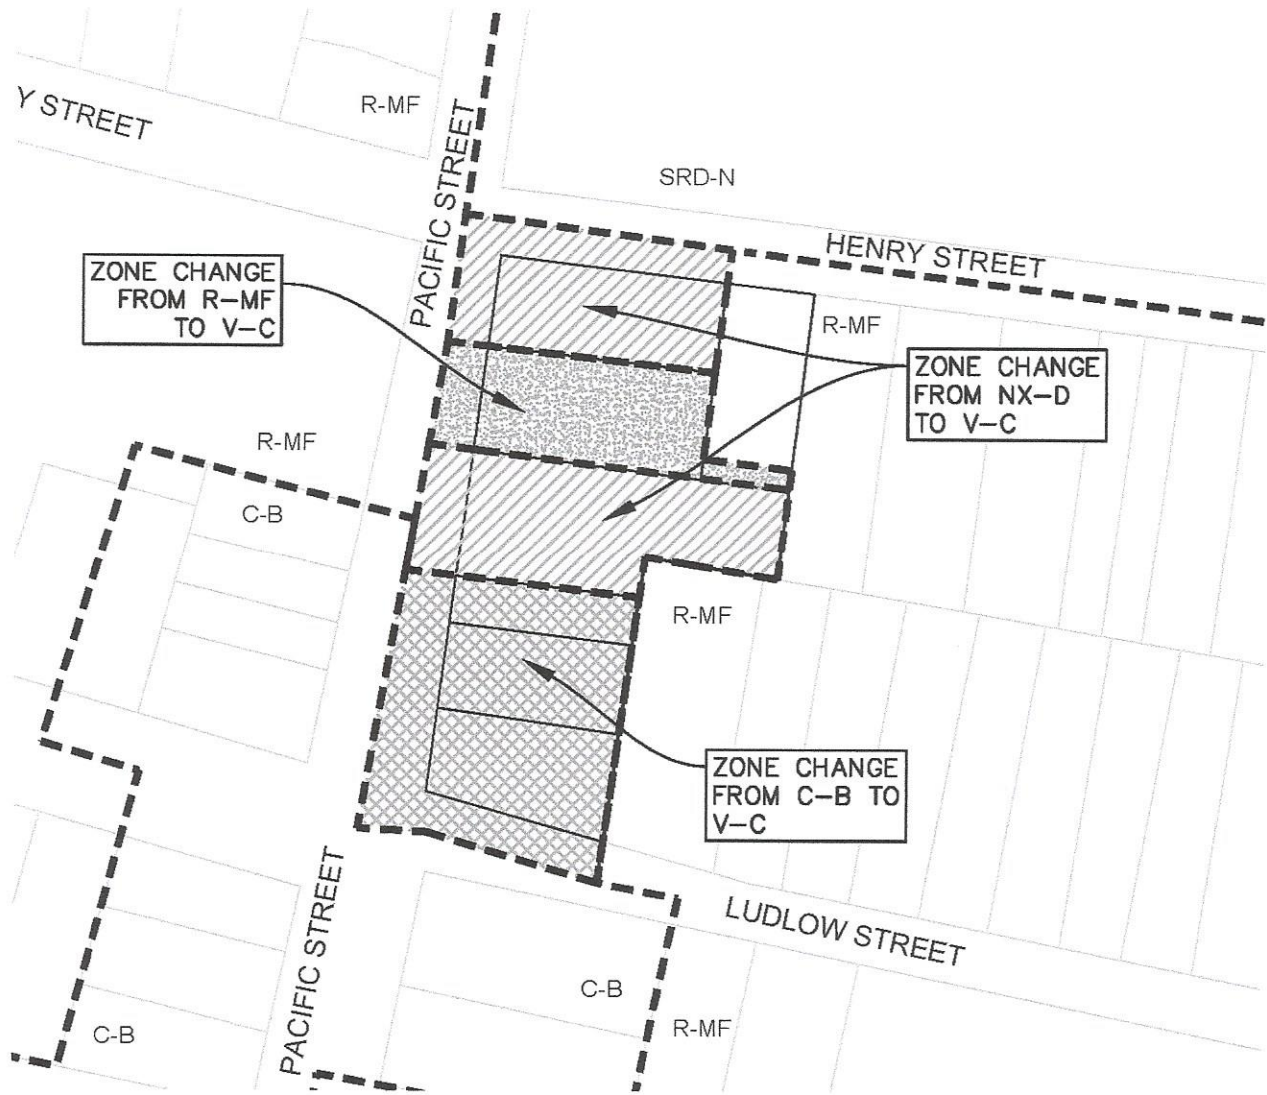 R-MF
Y STREET
PACIFIC STREET
SRD-N
HENRY STREET
ZONE CHANGE
FROM R-MF
TO V-C
R-MF
ZONE CHANGE
FROM NX-D
TO V-C
R-MF
C-B
R-MF
ZONE CHANGE
FROM C-B TO
V-C
LUDLOW STREET
PACIFIC STREET
C-B
R-MF
C-B